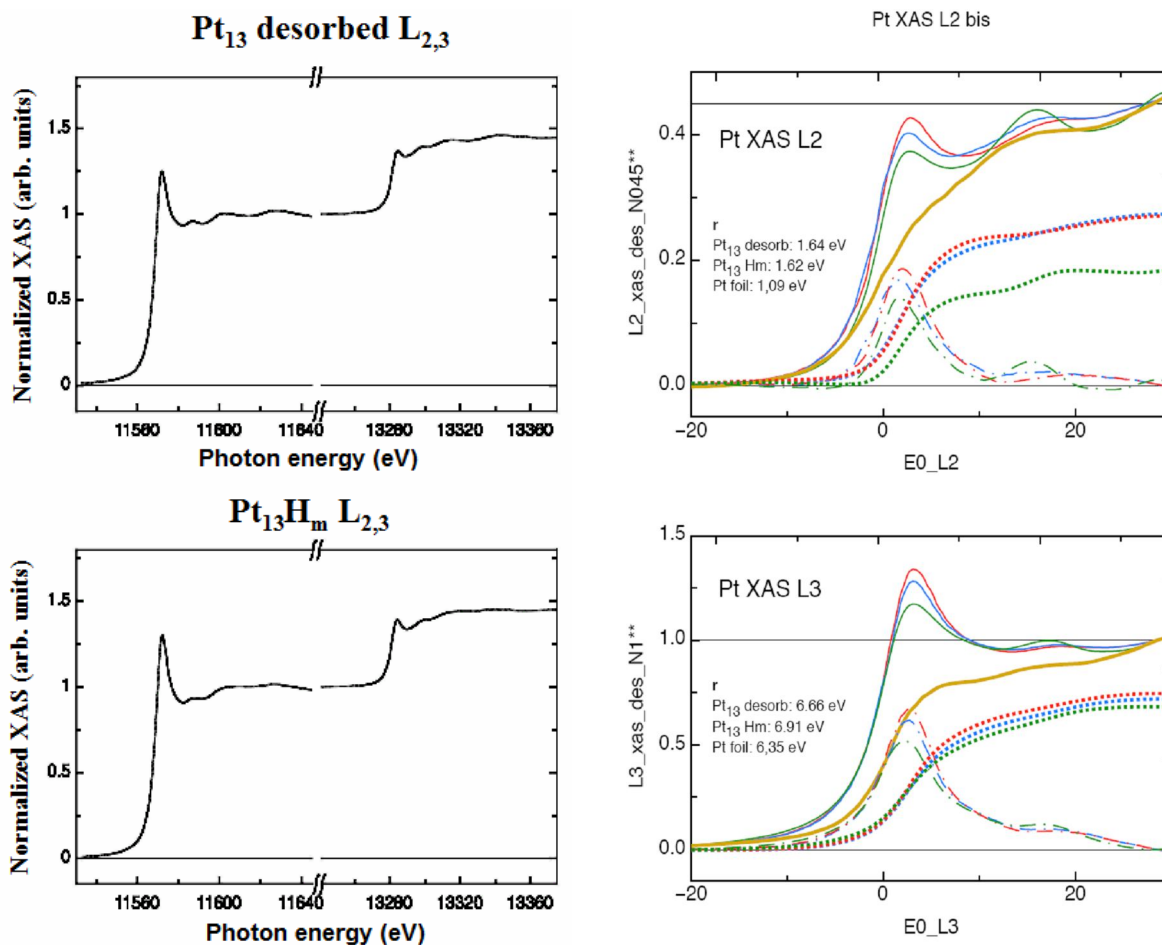 Pt13 desorbed L2,3
Normalized XAS (arb. units)
1.5
1
0.5
0
11560 11600 11640 13280 13320 13360
Photon energy (eV)
Pt XAS L2 bis
L2_xas_des_N045**
0.4
0.2
0.0
Pt XAS L2
r
Pt13 desorb: 1.64 eV
Pt13 Hm: 1.62 eV
Pt foil: 1,09 eV
-20 0 20
E0_L2
Pt13Hm L2,3
Normalized XAS (arb. units)
1.5
1
0.5
0
11560 11600 11640 13280 13320 13360
Photon energy (eV)
L3_xas_des_N1**
1.5
1.0
0.5
0.0
Pt XAS L3
r
Pt13 desorb: 6.66 eV
Pt13 Hm: 6.91 eV
Pt foil: 6,35 eV
-20 0 20
E0_L3